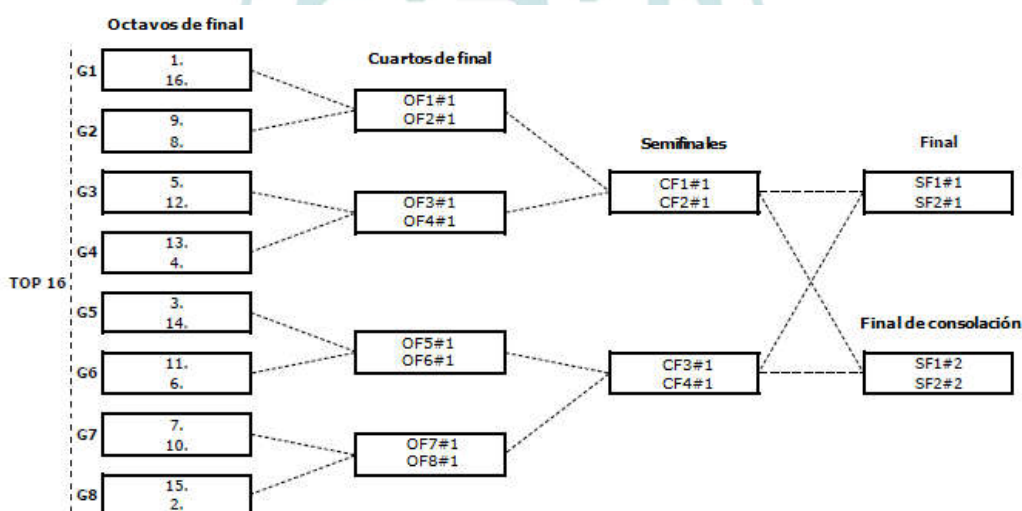 Octavos de final
G1
1.
16.
G2
9.
8.
G3
5.
12.
G4
13.
4.
TOP 16
G5
3.
14.
G6
11.
6.
G7
7.
10.
G8
15.
2.
Cuartos de final
OF1#1
OF2#1
OF3#1
OF4#1
OF5#1
OF6#1
OF7#1
OF8#1
Semifinales
CF1#1
CF2#1
CF3#1
CF4#1
Final
SF1#1
SF2#1
Final de consolación
SF1#2
SF2#2